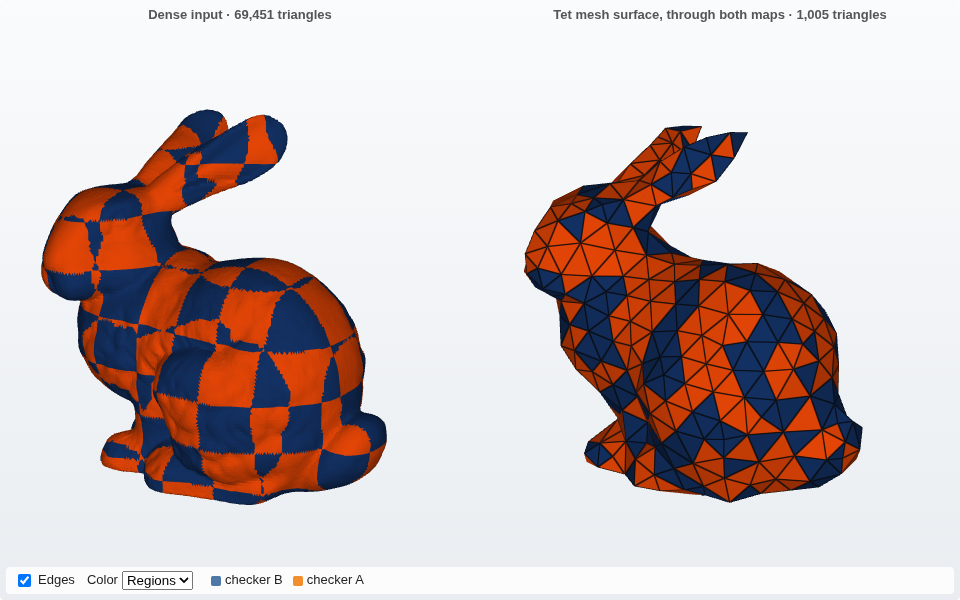 Dense input · 69,451 triangles
Tet mesh surface, through both maps · 1,005 triangles
Edges Color Regions checker B checker A